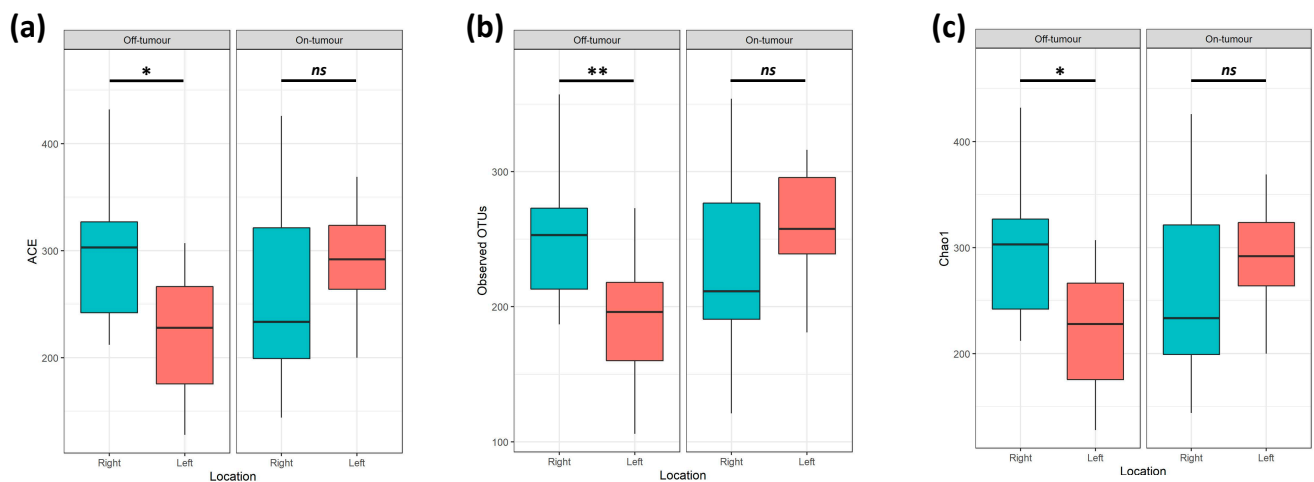 (a)
Off-tumour On-tumour
* ns
400
300
200
ACE
Right Left Right Left
Location
(b)
Off-tumour On-tumour
** ns
300
200
100
Observed OTUs
Right Left Right Left
Location
(c)
Off-tumour On-tumour
* ns
400
300
200
Chao1
Right Left Right Left
Location